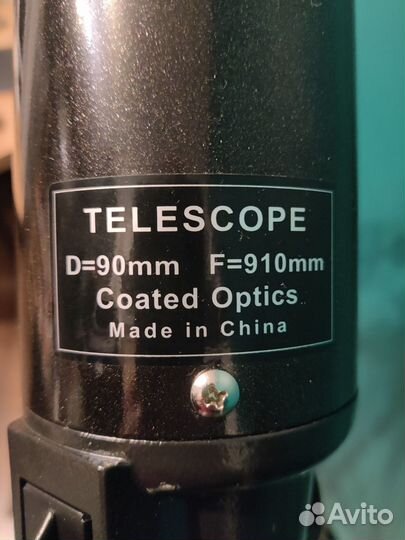 TELESCOPE
D=90mm F=910mm
Coated Optics
Made in China
Avito